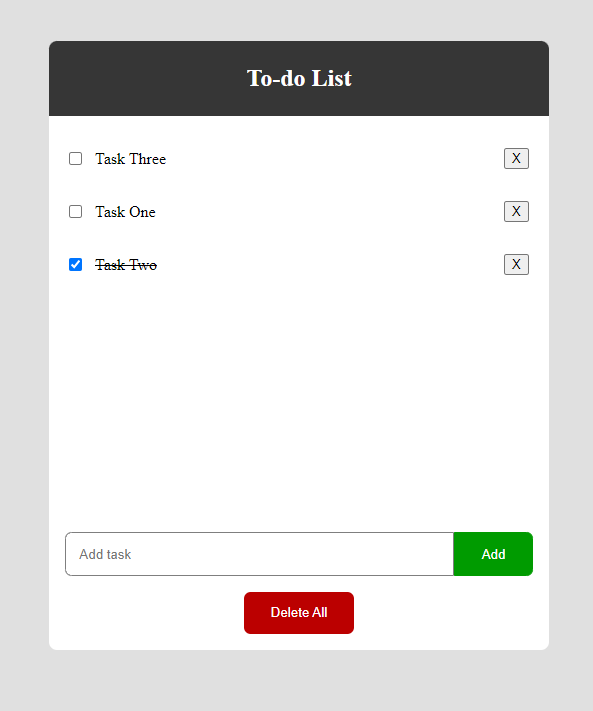 To-do List
Task Three X
Task One X
Task Two X
Add task Add
Delete All